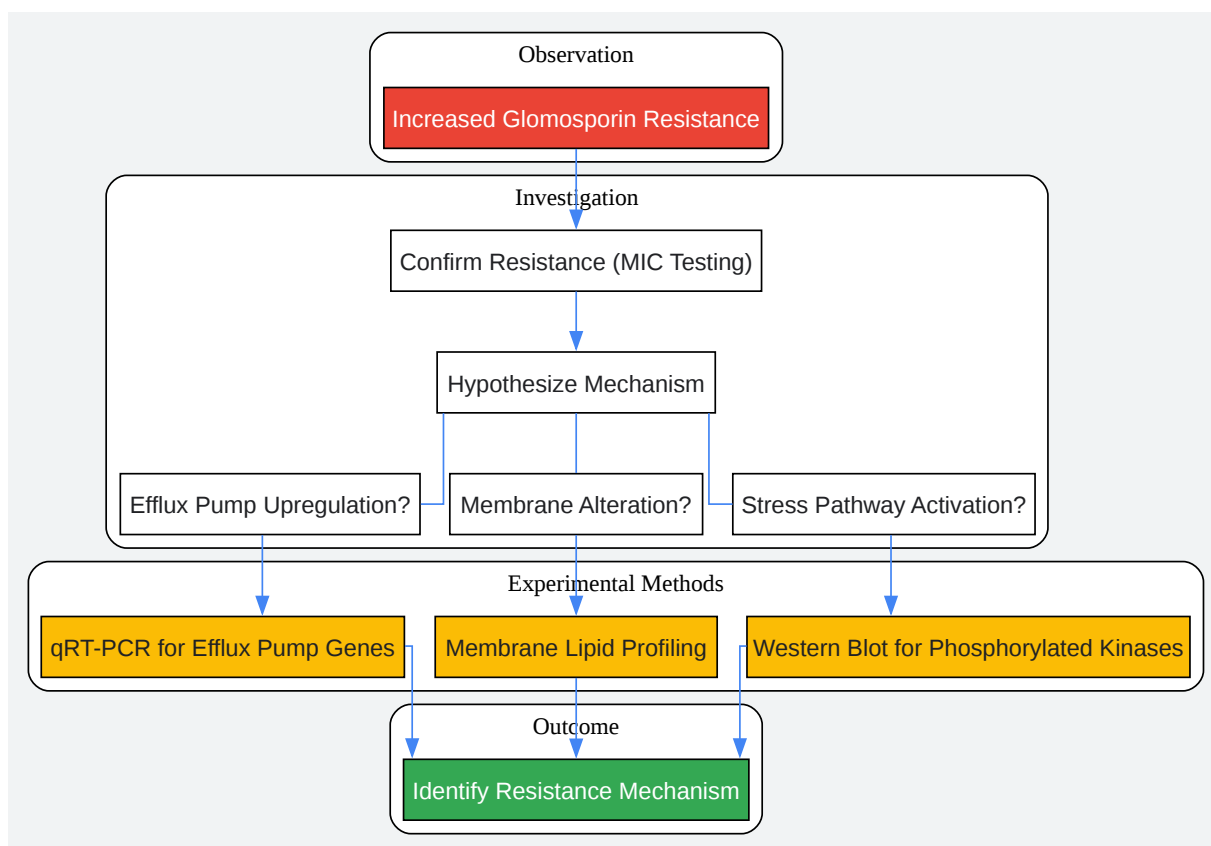 Observation
Increased Glomosporin Resistance
Investigation
Confirm Resistance (MIC Testing)
Hypothesize Mechanism
Efflux Pump Upregulation?
Membrane Alteration?
Stress Pathway Activation?
Experimental Methods
qRT-PCR for Efflux Pump Genes
Membrane Lipid Profiling
Western Blot for Phosphorylated Kinases
Outcome
Identify Resistance Mechanism